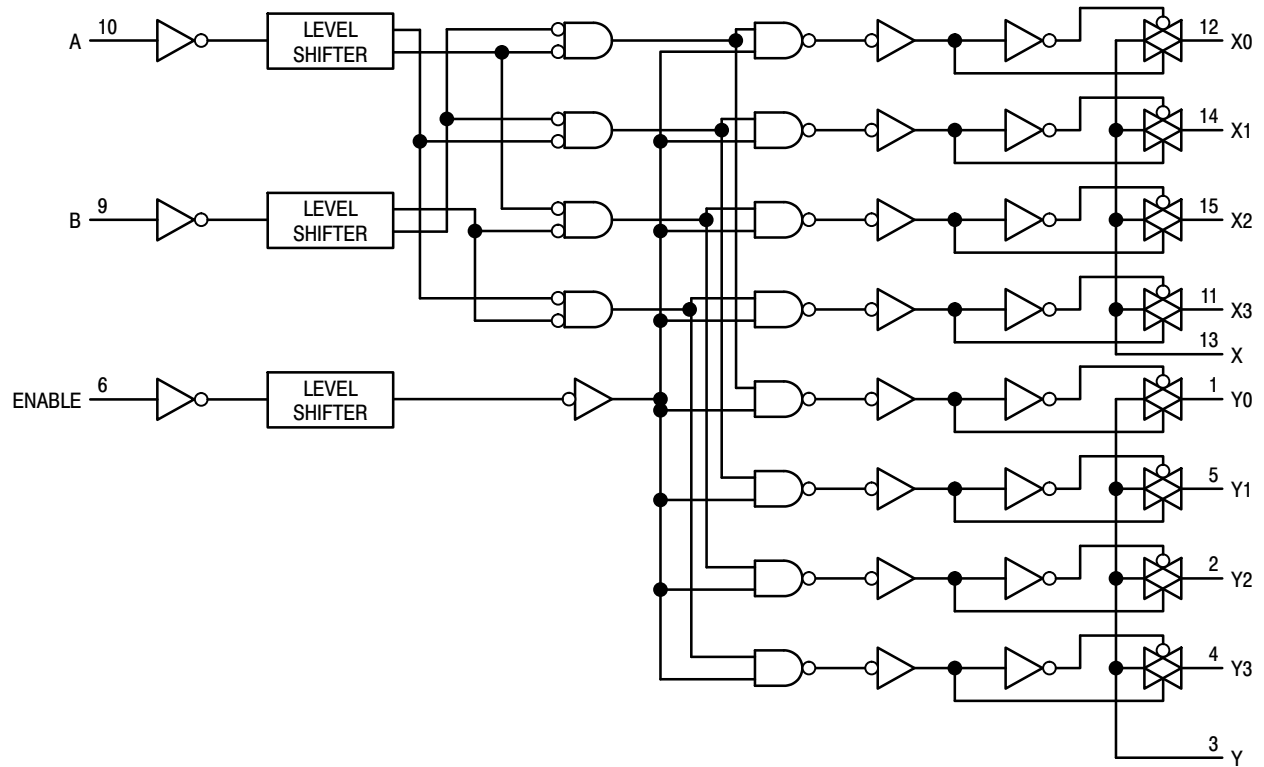 A 10
LEVEL
SHIFTER
12 X0
14 X1
B 9
LEVEL
SHIFTER
15 X2
11 X3
13 X
ENABLE 6
LEVEL
SHIFTER
1 Y0
5 Y1
2 Y2
4 Y3
3 Y